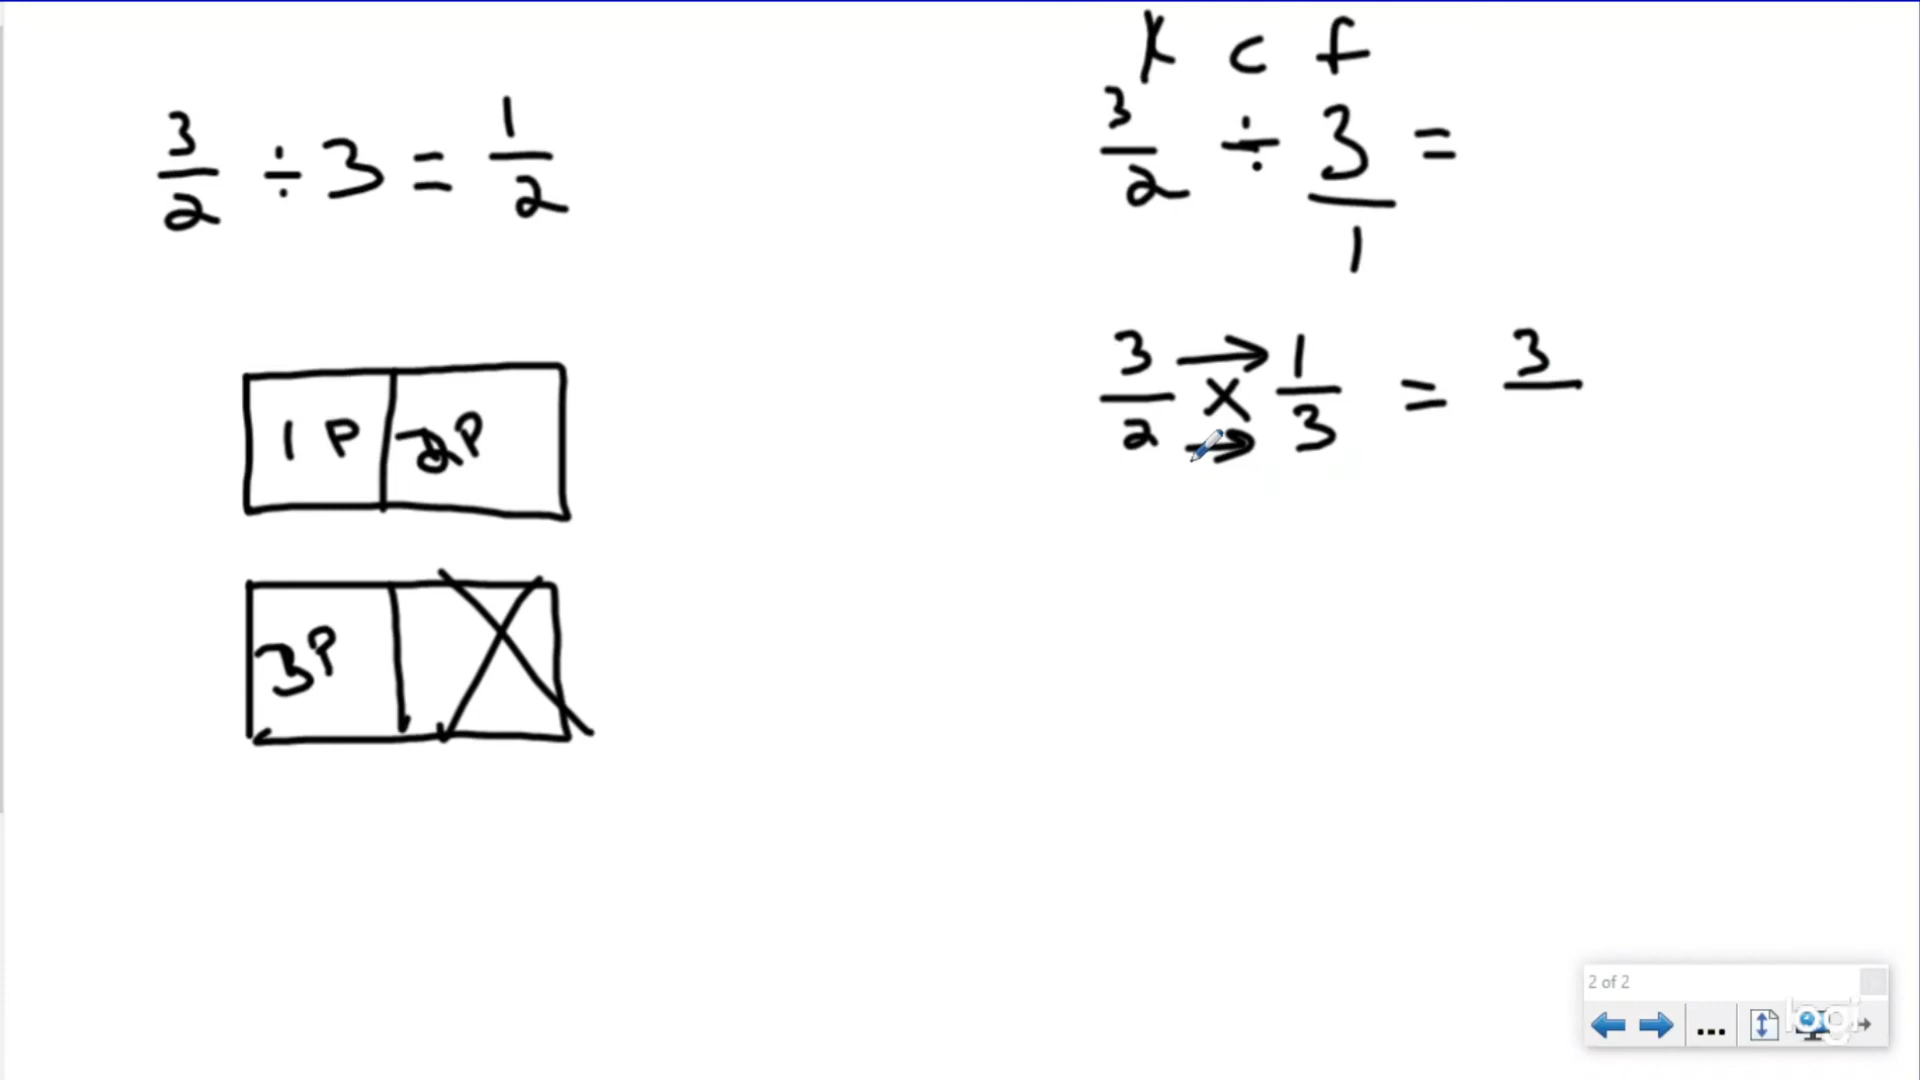 3/2 ÷ 3 = 1/2
1 P 2P
3P
K C F
3/2 ÷ 3/1 =
3/2 × 1/3 = 3/
2 of 2
...
logi